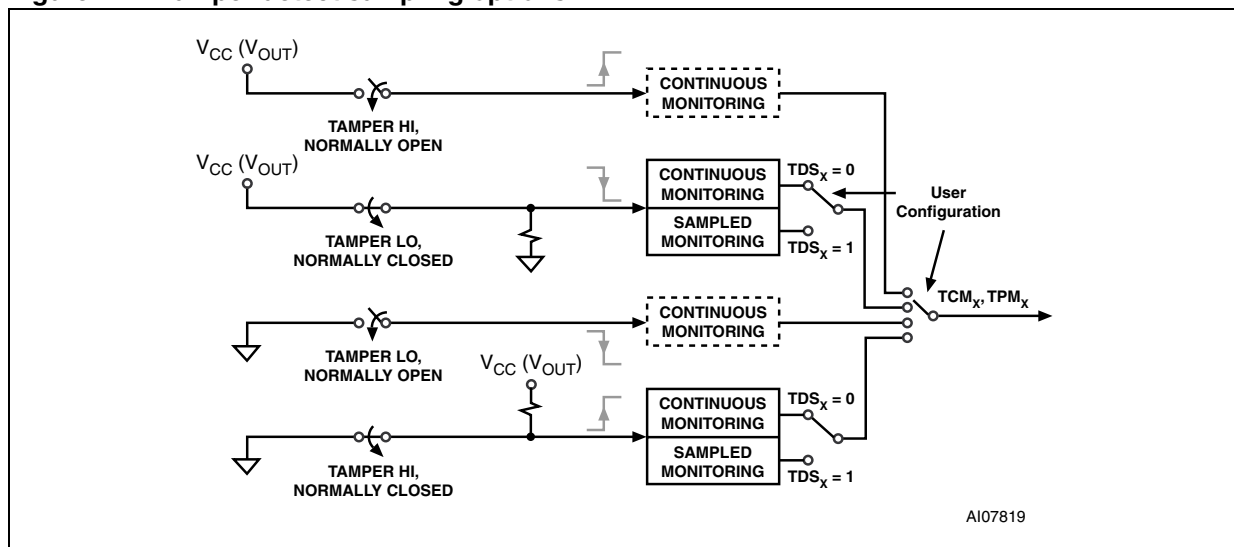 V_CC (V_OUT)
CONTINUOUS
MONITORING
TAMPER HI,
NORMALLY OPEN
V_CC (V_OUT)
CONTINUOUS
MONITORING
SAMPLED
MONITORING
TDS_X = 0
TDS_X = 1
User
Configuration
TAMPER LO,
NORMALLY CLOSED
TCM_X, TPM_X
CONTINUOUS
MONITORING
TAMPER LO,
NORMALLY OPEN
V_CC (V_OUT)
CONTINUOUS
MONITORING
SAMPLED
MONITORING
TDS_X = 0
TDS_X = 1
TAMPER HI,
NORMALLY CLOSED
AI07819